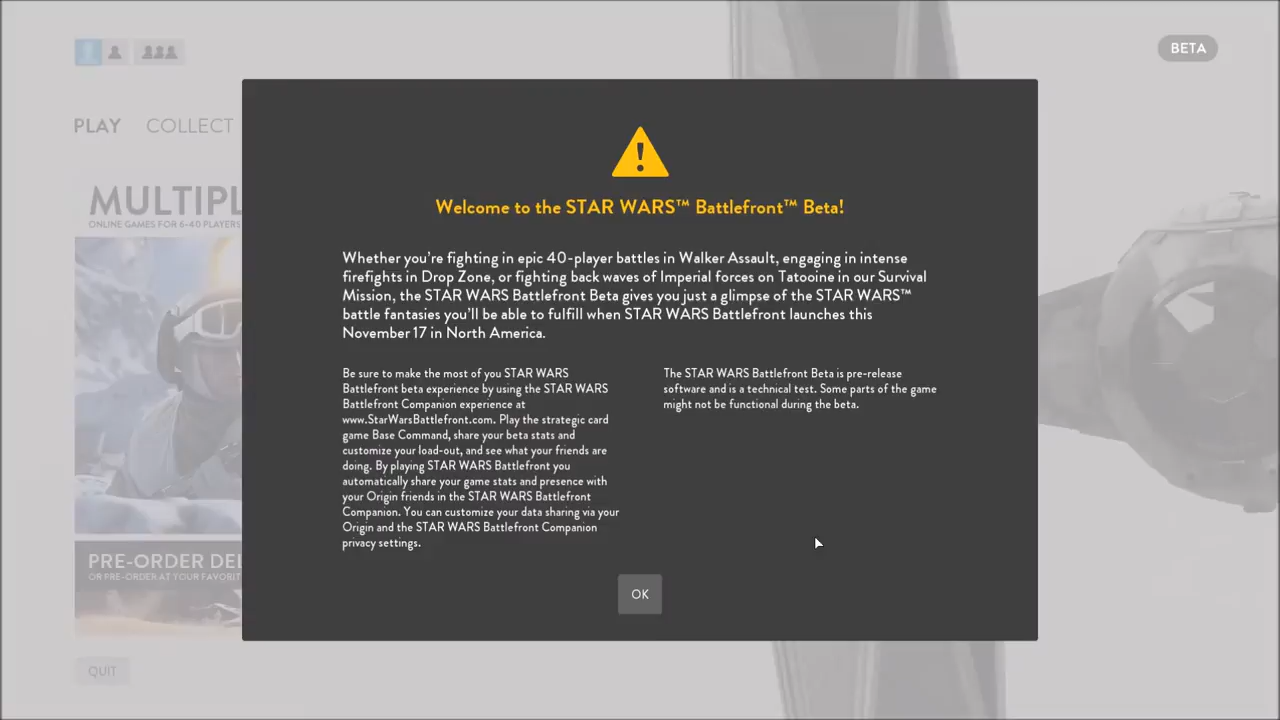 BETA
PLAY COLLECT
MULTIPL
ONLINE GAMES FOR 6-40 PLAYERS
Welcome to the STAR WARS™ Battlefront™ Beta!
Whether you're fighting in epic 40-player battles in Walker Assault, engaging in intense
firefights in Drop Zone, or fighting back waves of Imperial forces on Tatooine in our Survival
Mission, the STAR WARS Battlefront Beta gives you just a glimpse of the STAR WARS™
battle fantasies you'll be able to fulfill when STAR WARS Battlefront launches this
November 17 in North America.
Be sure to make the most of you STAR WARS
Battlefront beta experience by using the STAR WARS
Battlefront Companion experience at
www.StarWarsBattlefront.com. Play the strategic card
game Base Command, share your beta stats and
customize your load-out, and see what your friends are
doing. By playing STAR WARS Battlefront you
automatically share your game stats and presence with
your Origin friends in the STAR WARS Battlefront
Companion. You can customize your data sharing via your
Origin and the STAR WARS Battlefront Companion
privacy settings.
The STAR WARS Battlefront Beta is pre-release
software and is a technical test. Some parts of the game
might not be functional during the beta.
PRE-ORDER DEL
OR PRE-ORDER AT YOUR FAVORIT
OK
QUIT